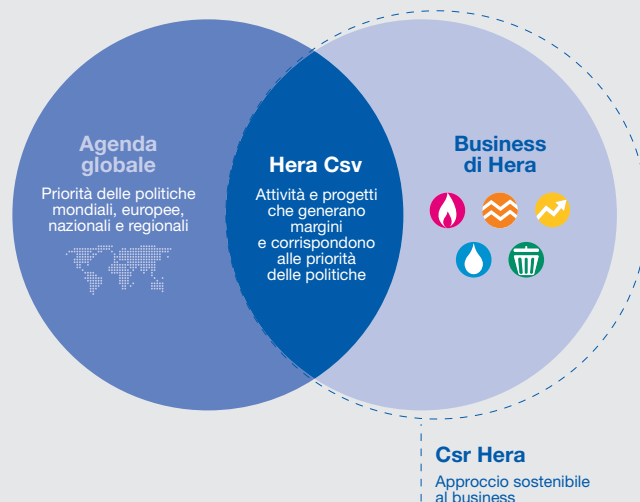 Agenda
globale
Priorità delle politiche
mondiali, europee,
nazionali e regionali
Hera Csv
Attività e progetti
che generano
margini
e corrispondono
alle priorità
delle politiche
Business
di Hera
Csr Hera
Approccio sostenibile
al business